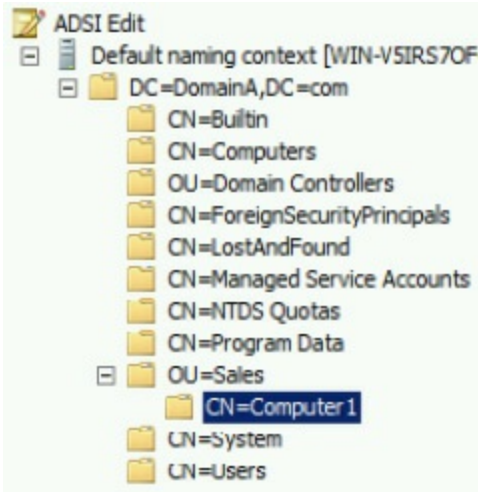 ADSI Edit
Default naming context [WIN-V5IRS7OF
DC=DomainA,DC=com
CN=Builtin
CN=Computers
OU=Domain Controllers
CN=ForeignSecurityPrincipals
CN=LostAndFound
CN=Managed Service Accounts
CN=NTDS Quotas
CN=Program Data
OU=Sales
CN=Computer1
CN=System
CN=Users